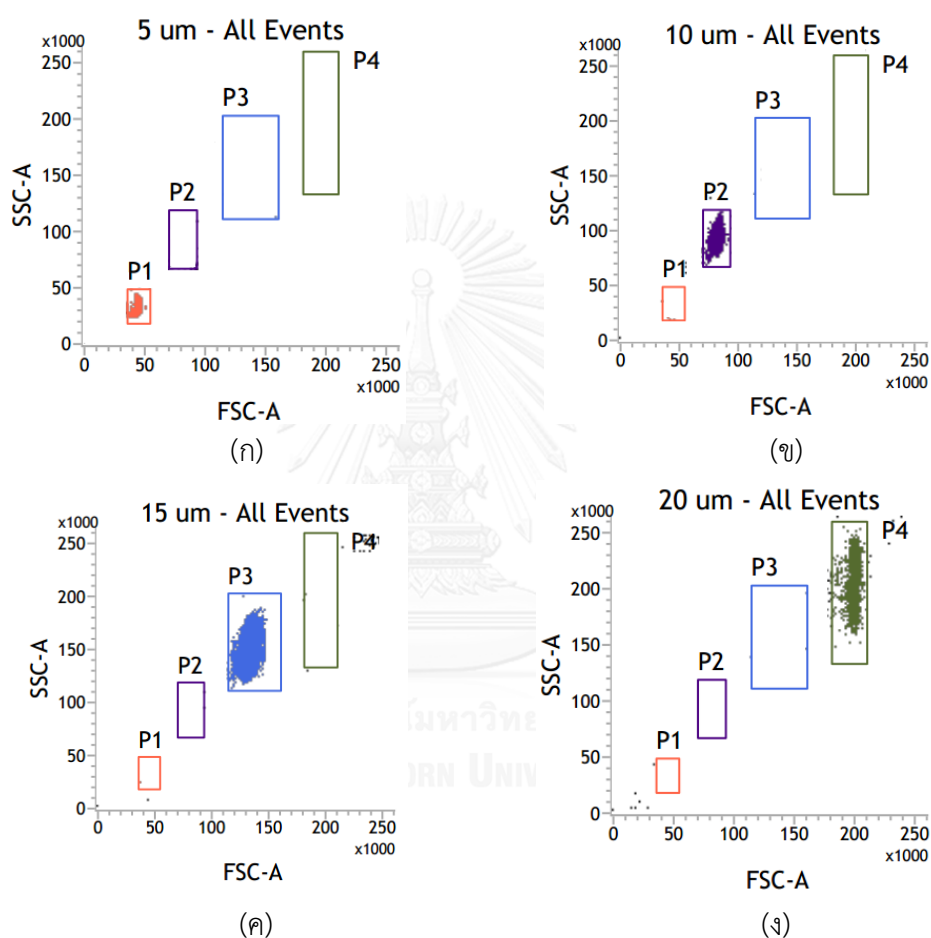 5 um - All Events
x1000
250
200
150
100
50
0
SSC-A
P4
P3
P2
P1
0 50 100 150 200 250
x1000
FSC-A
(ก)
10 um - All Events
x1000
250
200
150
100
50
0
SSC-A
P4
P3
P2
P1
0 50 100 150 200 250
x1000
FSC-A
(ข)
15 um - All Events
x1000
250
200
150
100
50
0
SSC-A
P4
P3
P2
P1
0 50 100 150 200 250
x1000
FSC-A
(ค)
20 um - All Events
x1000
250
200
150
100
50
0
SSC-A
P4
P3
P2
P1
0 50 100 150 200 250
x1000
FSC-A
(ง)